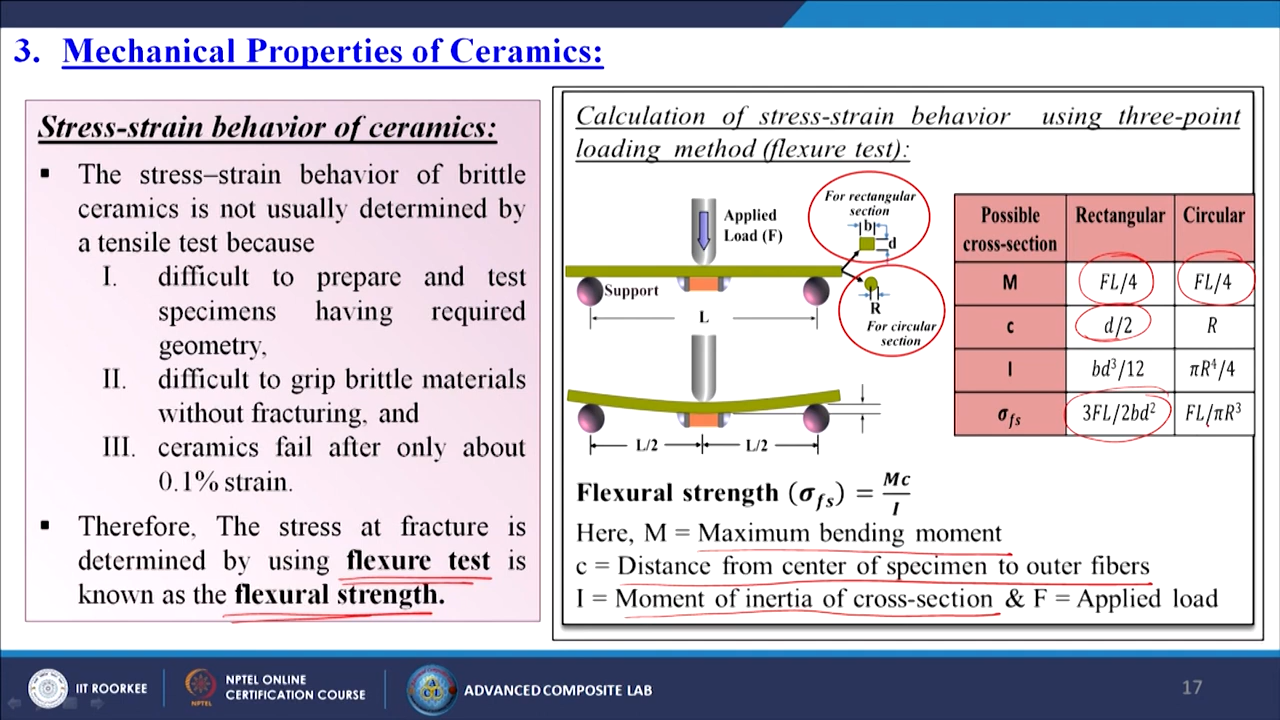 3. Mechanical Properties of Ceramics:
Stress-strain behavior of ceramics:
▪ The stress–strain behavior of brittle
ceramics is not usually determined by
a tensile test because
I. difficult to prepare and test
specimens having required
geometry,
II. difficult to grip brittle materials
without fracturing, and
III. ceramics fail after only about
0.1% strain.
▪ Therefore, The stress at fracture is
determined by using flexure test is
known as the flexural strength.
Calculation of stress-strain behavior using three-point
loading method (flexure test):
Applied
Load (F)
For rectangular
section
b
d
Support
L
R
For circular
section
L/2 L/2
Possible
cross-section Rectangular Circular
M FL/4 FL/4
c d/2 R
I bd³/12 πR⁴/4
σfs 3FL/2bd² FL/πR³
Flexural strength (σfs) = Mc/I
Here, M = Maximum bending moment
c = Distance from center of specimen to outer fibers
I = Moment of inertia of cross-section & F = Applied load
IIT ROORKEE
NPTEL
NPTEL ONLINE
CERTIFICATION COURSE
ACL
ADVANCED COMPOSITE LAB
17